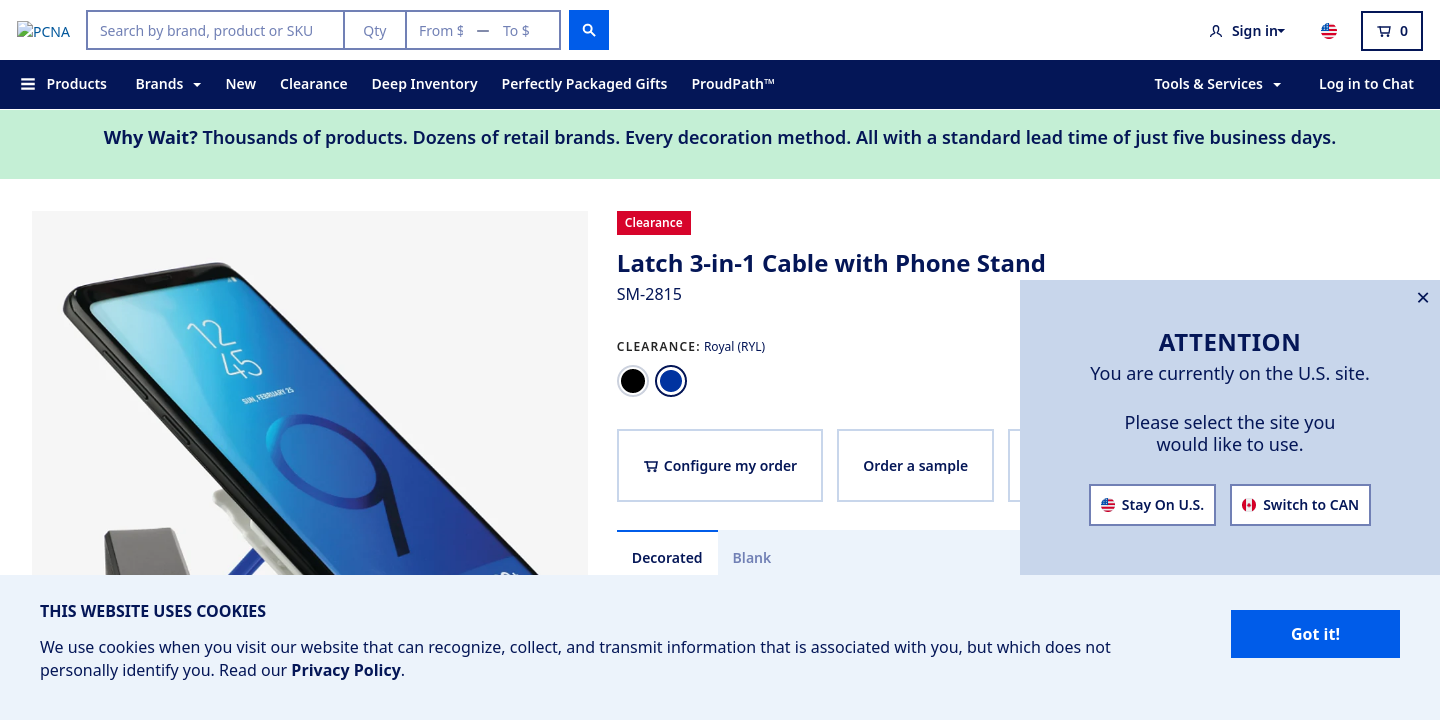 PCNA
Search by brand, product or SKU
Qty
From $
To $
Sign in
0
Products
Brands
New
Clearance
Deep Inventory
Perfectly Packaged Gifts
ProudPath™
Tools & Services
Log in to Chat
Why Wait? Thousands of products. Dozens of retail brands. Every decoration method. All with a standard lead time of just five business days.
Clearance
Latch 3-in-1 Cable with Phone Stand
SM-2815
CLEARANCE: Royal (RYL)
Configure my order
Order a sample
Decorated
Blank
12
45
SUN, FEBRUARY 25
ATTENTION
You are currently on the U.S. site.
Please select the site you
would like to use.
Stay On U.S.
Switch to CAN
THIS WEBSITE USES COOKIES
We use cookies when you visit our website that can recognize, collect, and transmit information that is associated with you, but which does not
personally identify you. Read our Privacy Policy.
Got it!